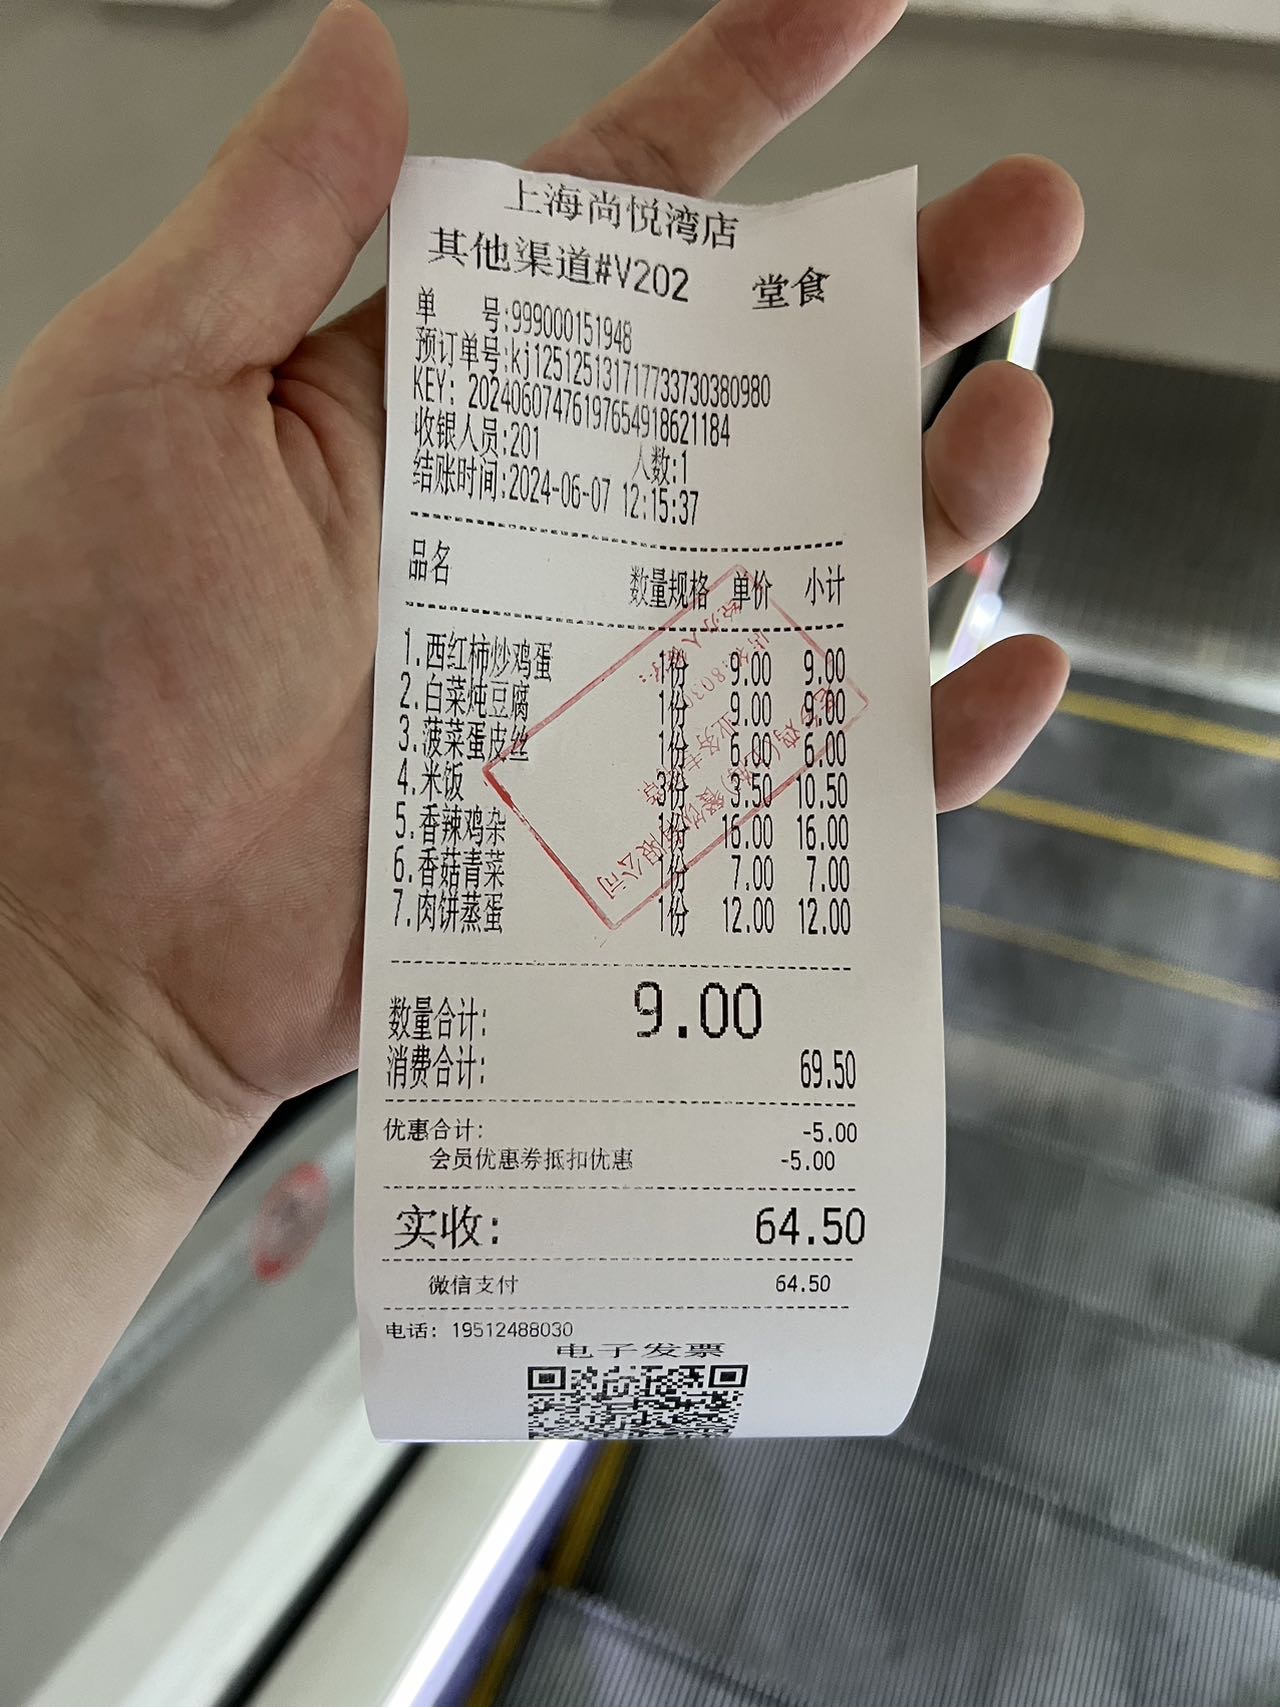 上海尚悦湾店
其他渠道#V202 堂食
单 号:999000151948
预订单号:kj12512513171773373038​0980
KEY: 20240607476197654918621184
收银人员:201 人数:1
结账时间:2024-06-07 12:15:37
品名 数量规格 单价 小计
1.西红柿炒鸡蛋 1份 9.00 9.00
2.白菜炖豆腐 1份 9.00 9.00
3.菠菜蛋皮丝 1份 6.00 6.00
4.米饭 3份 3.50 10.50
5.香辣鸡杂 1份 16.00 16.00
6.香菇青菜 1份 7.00 7.00
7.肉饼蒸蛋 1份 12.00 12.00
数量合计: 9.00
消费合计: 69.50
优惠合计: -5.00
会员优惠券抵扣优惠 -5.00
实收: 64.50
微信支付 64.50
电话: 19512488030
电子发票